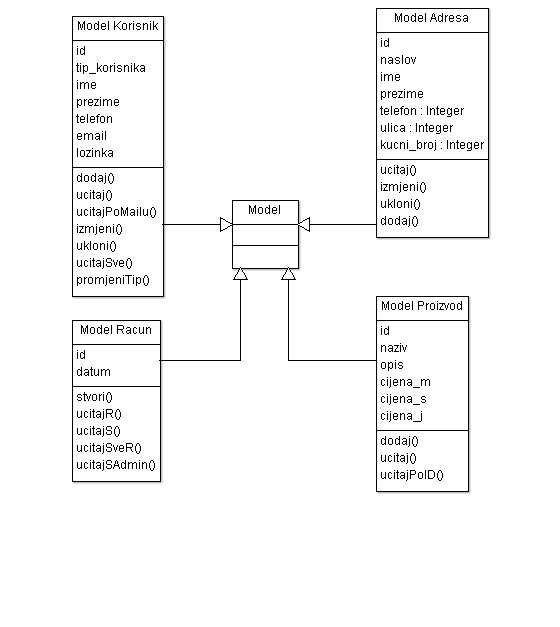 Model Korisnik
id
tip_korisnika
ime
prezime
telefon
email
lozinka
dodaj()
ucitaj()
ucitajPoMailu()
izmjeni()
ukloni()
ucitajSve()
promjeniTip()
Model Adresa
id
naslov
ime
prezime
telefon : Integer
ulica : Integer
kucni_broj : Integer
ucitaj()
izmjeni()
ukloni()
dodaj()
Model
Model Racun
id
datum
stvori()
ucitajR()
ucitajS()
ucitajSveR()
ucitajSAdmin()
Model Proizvod
id
naziv
opis
cijena_m
cijena_s
cijena_j
dodaj()
ucitaj()
ucitajPoID()